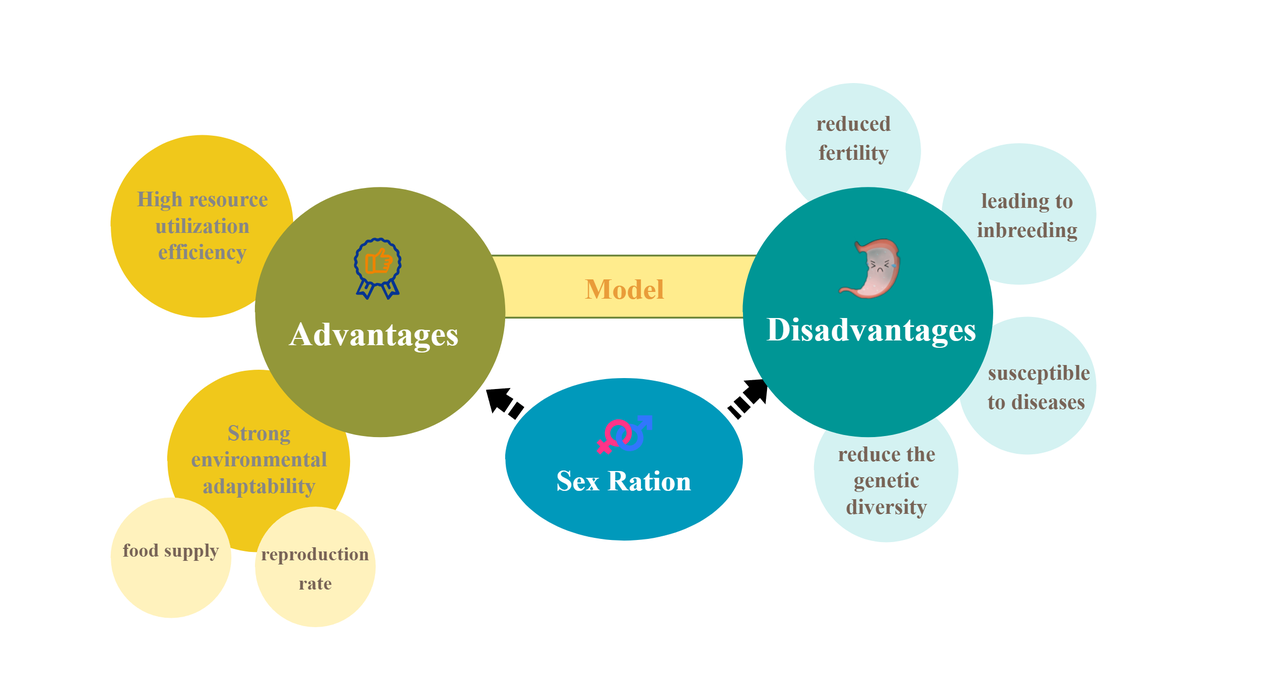 High resource
utilization
efficiency
Advantages
Strong
environmental
adaptability
food supply
reproduction
rate
Model
Sex Ration
Disadvantages
reduced
fertility
leading to
inbreeding
susceptible
to diseases
reduce the
genetic
diversity